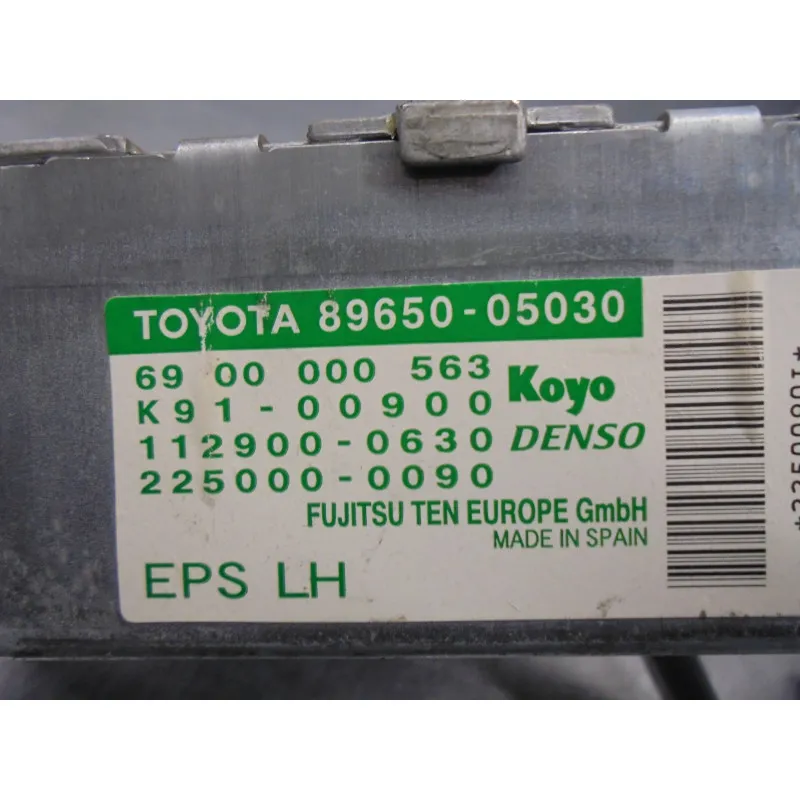 TOYOTA 89650-05030
69 00 000 563
K91-00900 Koyo
112900-0630 DENSO
225000-0090
FUJITSU TEN EUROPE GmbH
MADE IN SPAIN
EPS LH